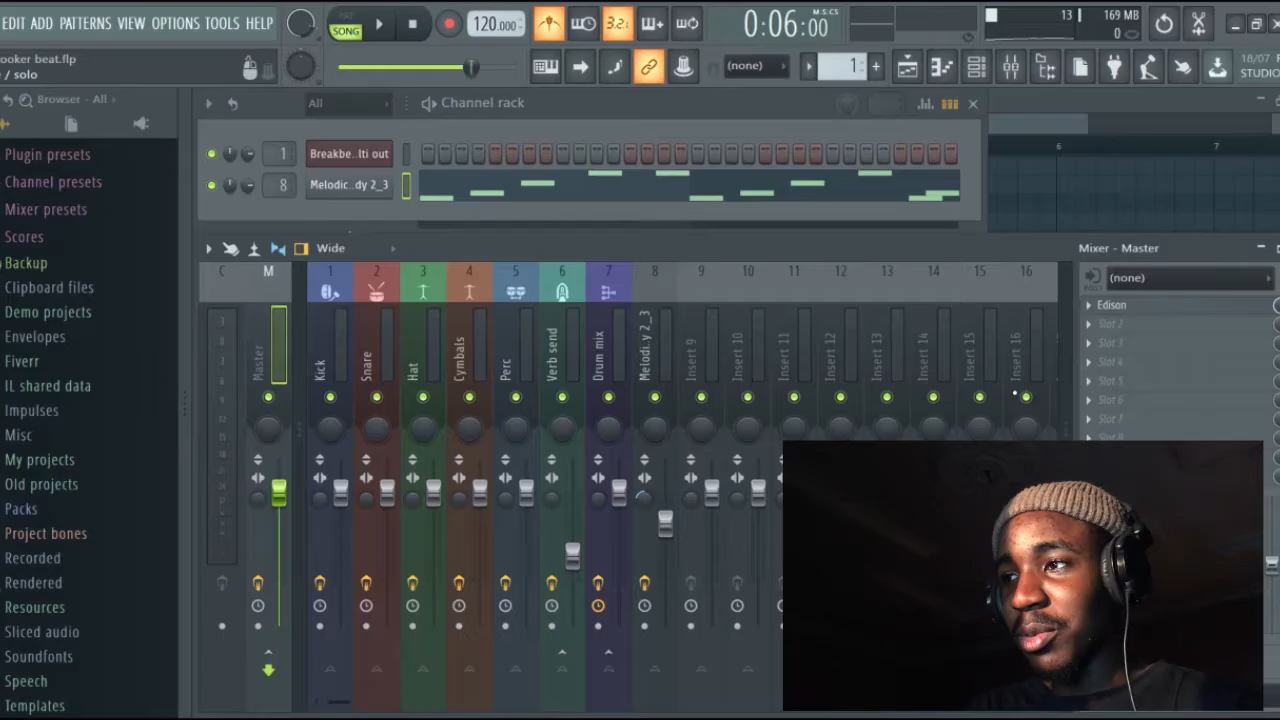 EDIT ADD PATTERNS VIEW OPTIONS TOOLS HELP
PAT
SONG
120.000
3.2.
0:06:00
M:S:CS
13
169 MB
0
ooker beat.flp
/ solo
(none)
1
18/07
STUDIO
Browser - All
All
Channel rack
Plugin presets
Channel presets
Mixer presets
Scores
Backup
Clipboard files
Demo projects
Envelopes
Fiverr
IL shared data
Impulses
Misc
My projects
Old projects
Packs
Project bones
Recorded
Rendered
Resources
Sliced audio
Soundfonts
Speech
Templates
1 Breakbe..lti out
8 Melodic..dy 2_3
6 7
Wide
C M 1 2 3 4 5 6 7 8 9 10 11 12 13 14 15 16
Master
Kick
Snare
Hat
Cymbals
Perc
Verb send
Drum mix
Melodi..y 2_3
Insert 9
Insert 10
Insert 11
Insert 12
Insert 13
Insert 14
Insert 15
Insert 16
Mixer - Master
(none)
Edison
Slot 2
Slot 3
Slot 4
Slot 5
Slot 6
Slot 7